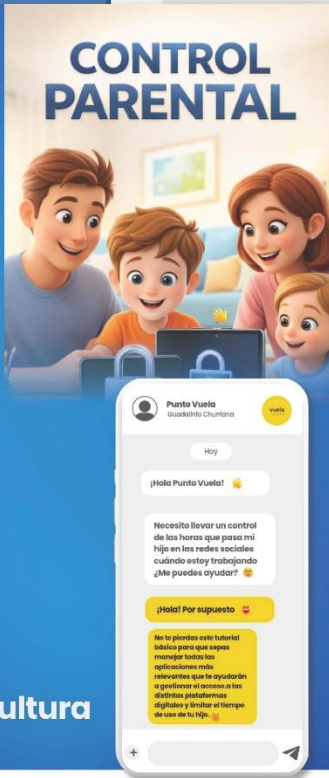 CONTROL
PARENTAL
Punto Vuela
Guadalinfo Churriana
vuela
Hoy
¡Hola Punto Vuela!
Necesito llevar un control
de las horas que pasa mi
hijo en las redes sociales
cuándo estoy trabajando
¿Me puedes ayudar?
¡Hola! Por supuesto
No te pierdas este tutorial
básico para que sepas
manejar todas las
aplicaciones más
relevantes que te ayudarán
a gestionar el acceso.a las
distintas plataformas
digitales y limitar el tiempo
de uso de tu hijo.
ultura